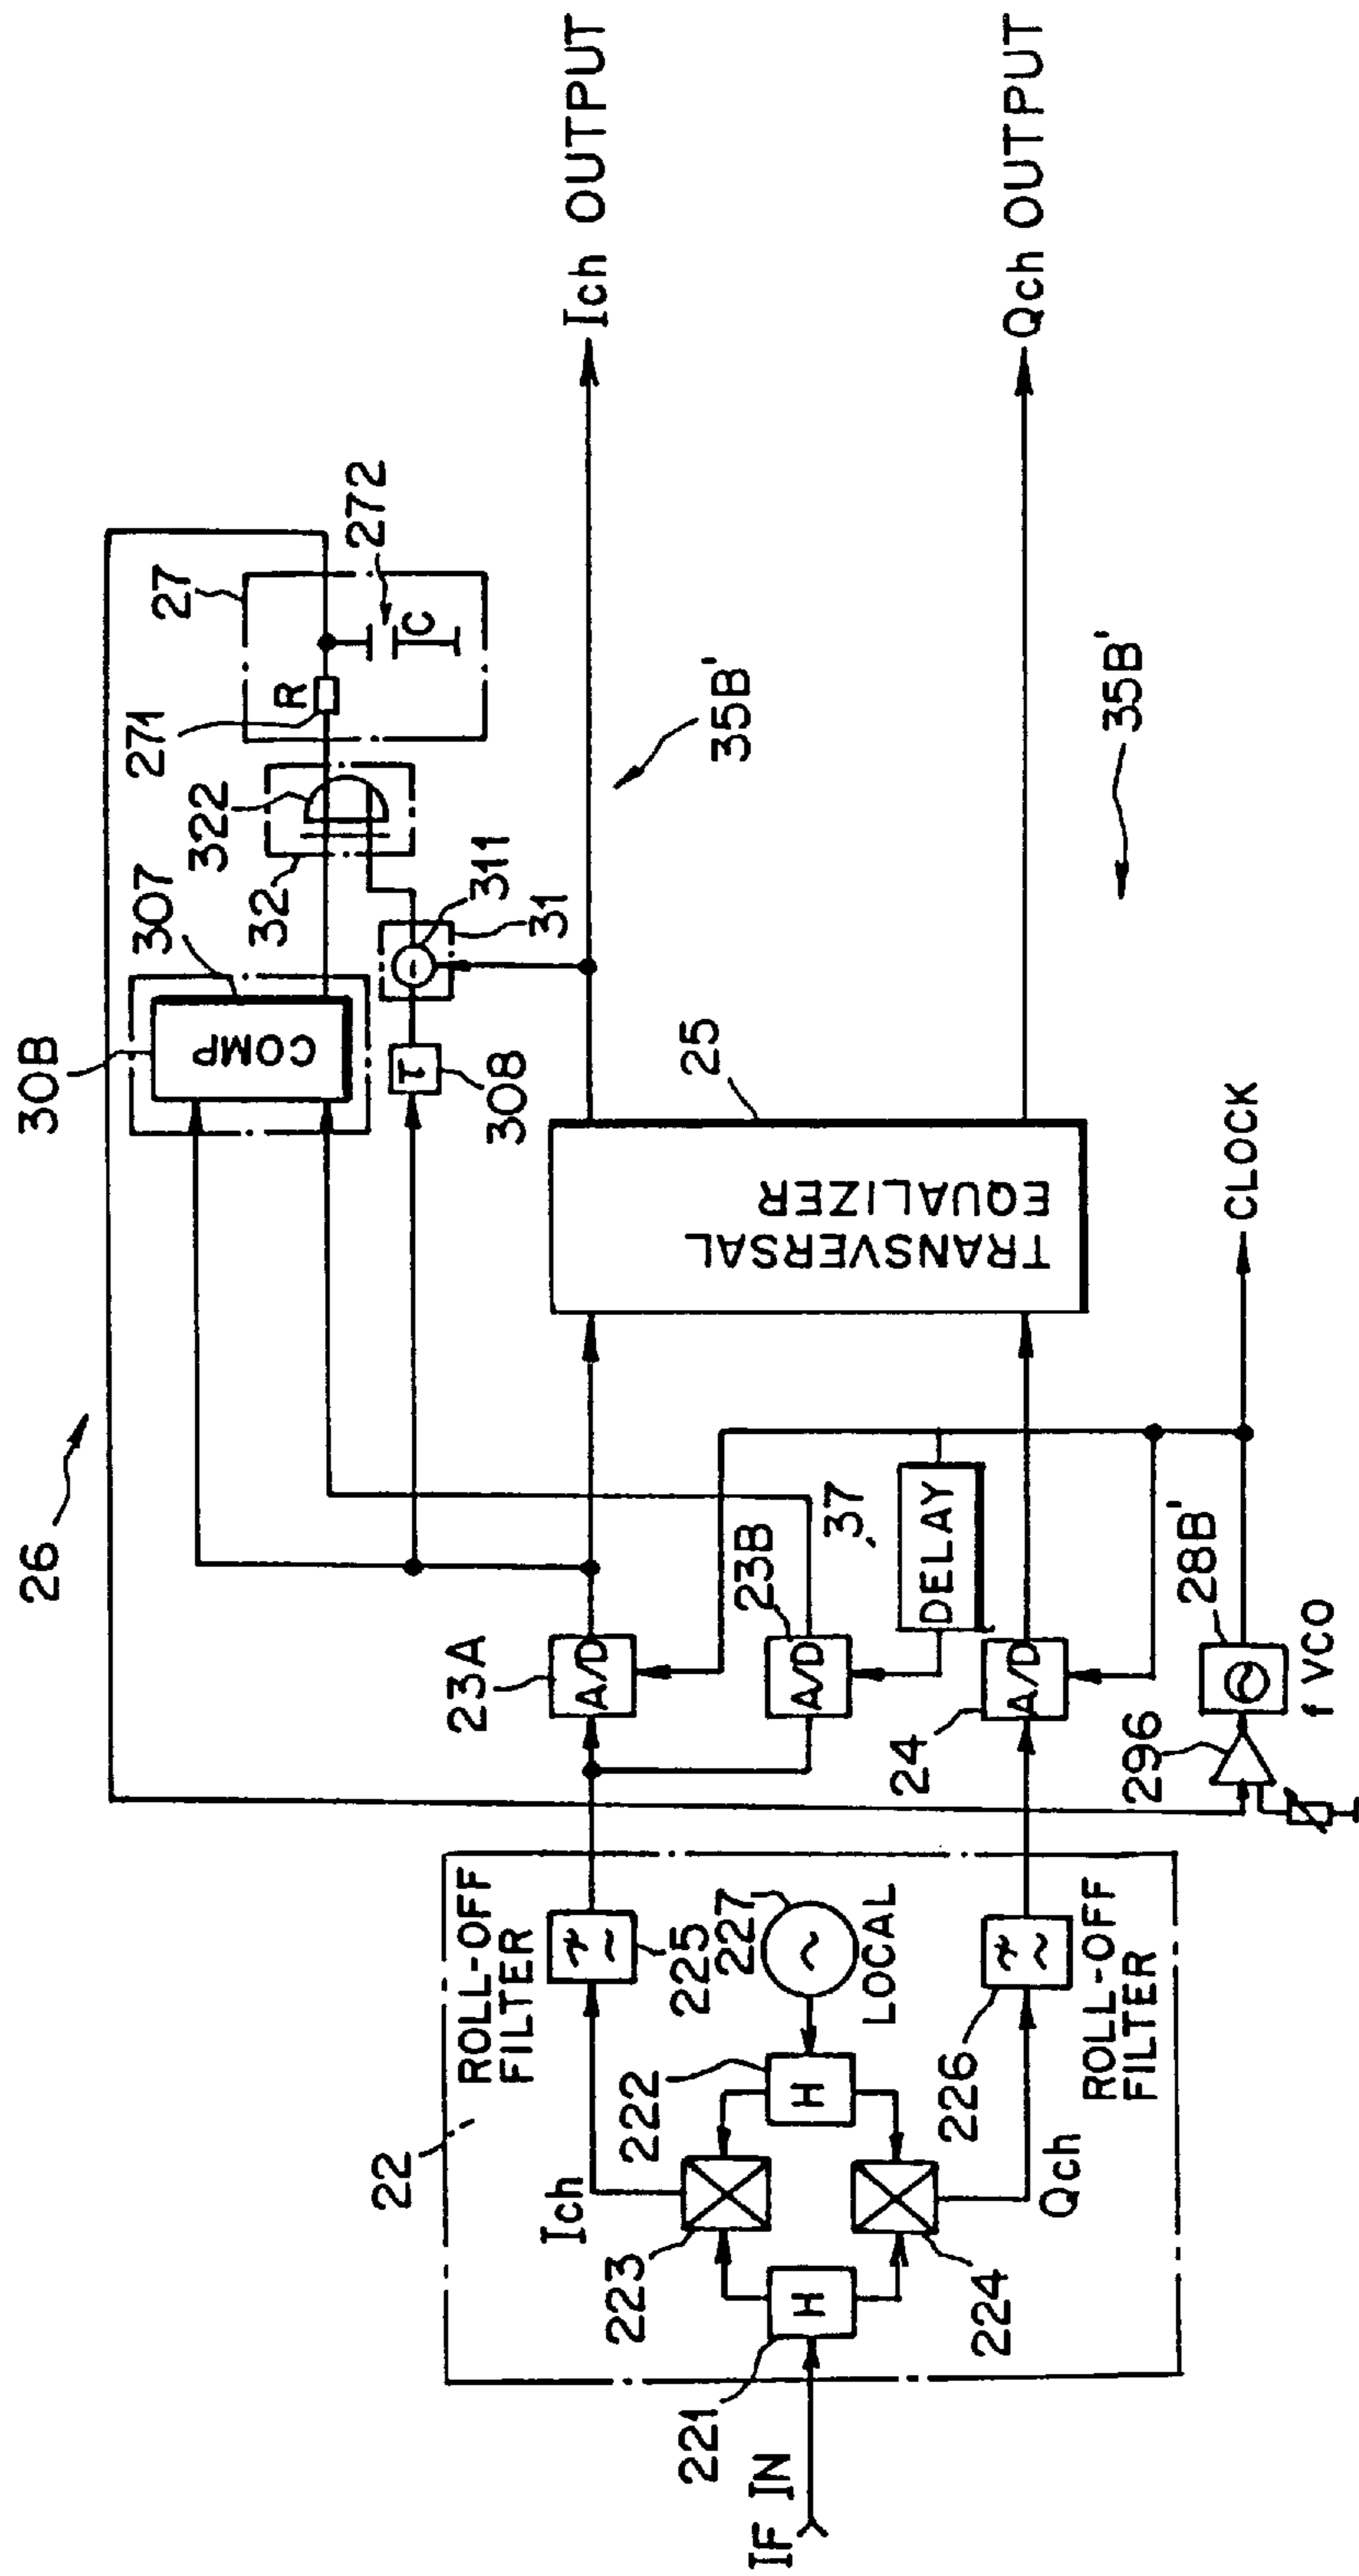 26
30B
307
COMP
308
τ
32
322
271
R
27
C
272
311
31
-
Ich OUTPUT
35B'
25
TRANSVERSAL
EQUALIZER
Qch OUTPUT
35B'
23A
A/D
23B
A/D
37
DELAY
24
A/D
296
28B'
f VCO
CLOCK
22
ROLL-OFF
FILTER
225
Ich
223
222
H
227
LOCAL
221
H
IF IN
224
Qch
226
ROLL-OFF
FILTER